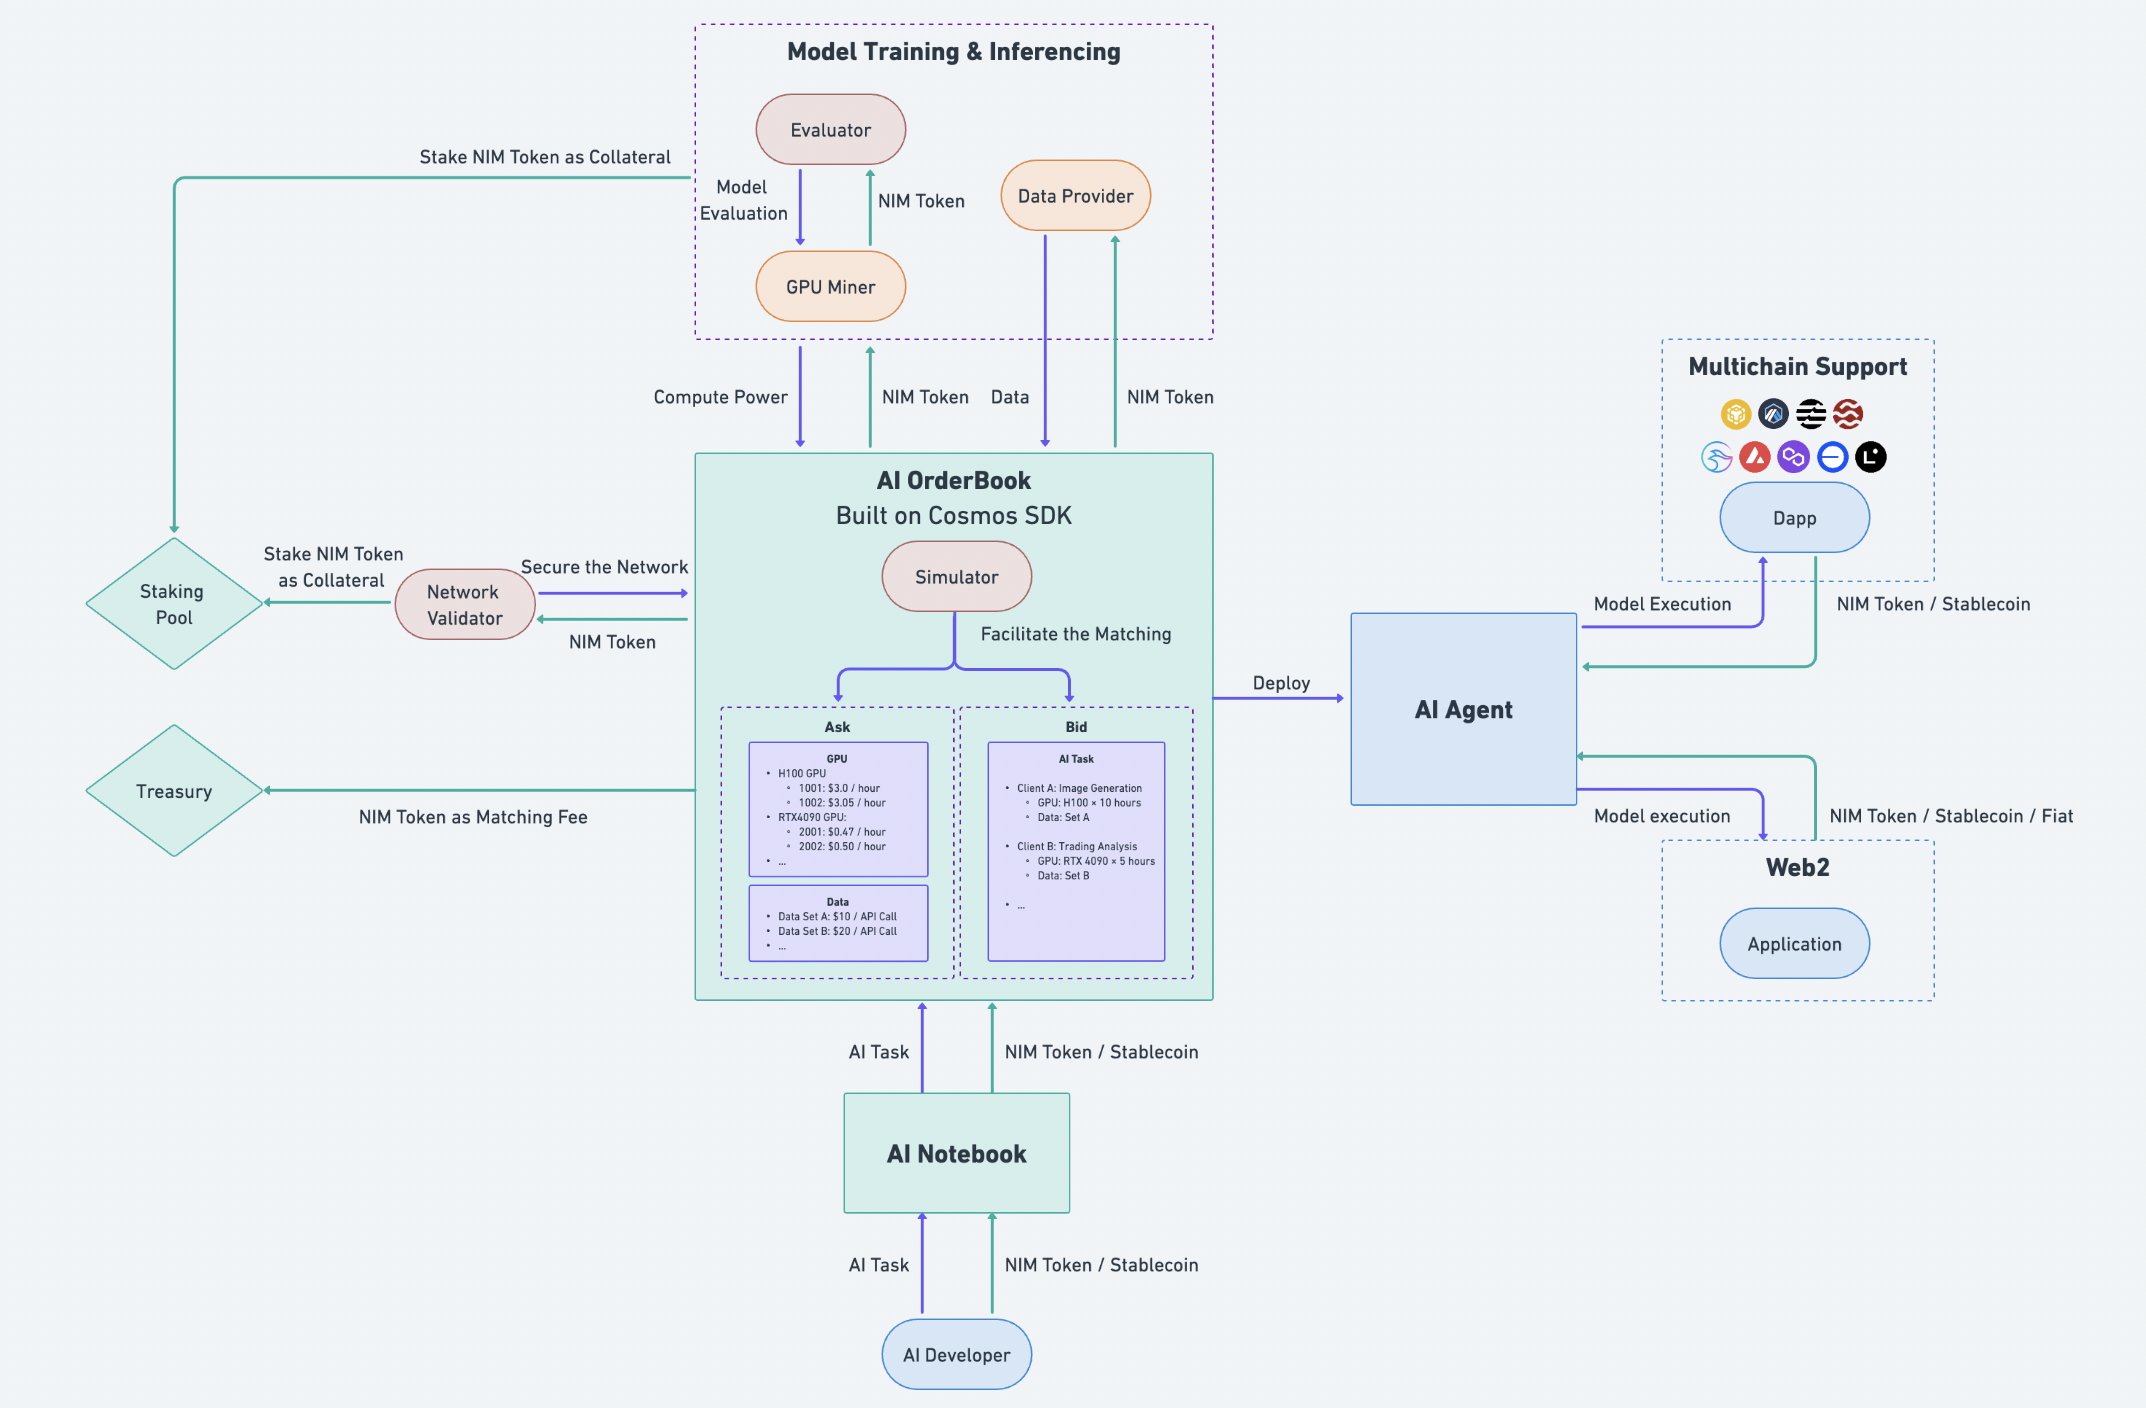 Model Training & Inferencing
Evaluator
Stake NIM Token as Collateral
Model
Evaluation
NIM Token
Data Provider
GPU Miner
Compute Power
NIM Token
Data
NIM Token
AI OrderBook
Built on Cosmos SDK
Simulator
Facilitate the Matching
Staking
Pool
Stake NIM Token
as Collateral
Network
Validator
Secure the Network
NIM Token
Treasury
NIM Token as Matching Fee
Ask
GPU
• H100 GPU
◦ 1001: $3.0 / hour
◦ 1002: $3.05 / hour
• RTX4090 GPU:
◦ 2001: $0.47 / hour
◦ 2002: $0.50 / hour
• ...
Data
• Data Set A: $10 / API Call
• Data Set B: $20 / API Call
• ...
Bid
AI Task
• Client A: Image Generation
◦ GPU: H100 × 10 hours
◦ Data: Set A
• Client B: Trading Analysis
◦ GPU: RTX 4090 × 5 hours
◦ Data: Set B
• ...
Deploy
AI Agent
Multichain Support
Dapp
Model Execution
NIM Token / Stablecoin
Model execution
NIM Token / Stablecoin / Fiat
Web2
Application
AI Task
NIM Token / Stablecoin
AI Notebook
AI Task
NIM Token / Stablecoin
AI Developer